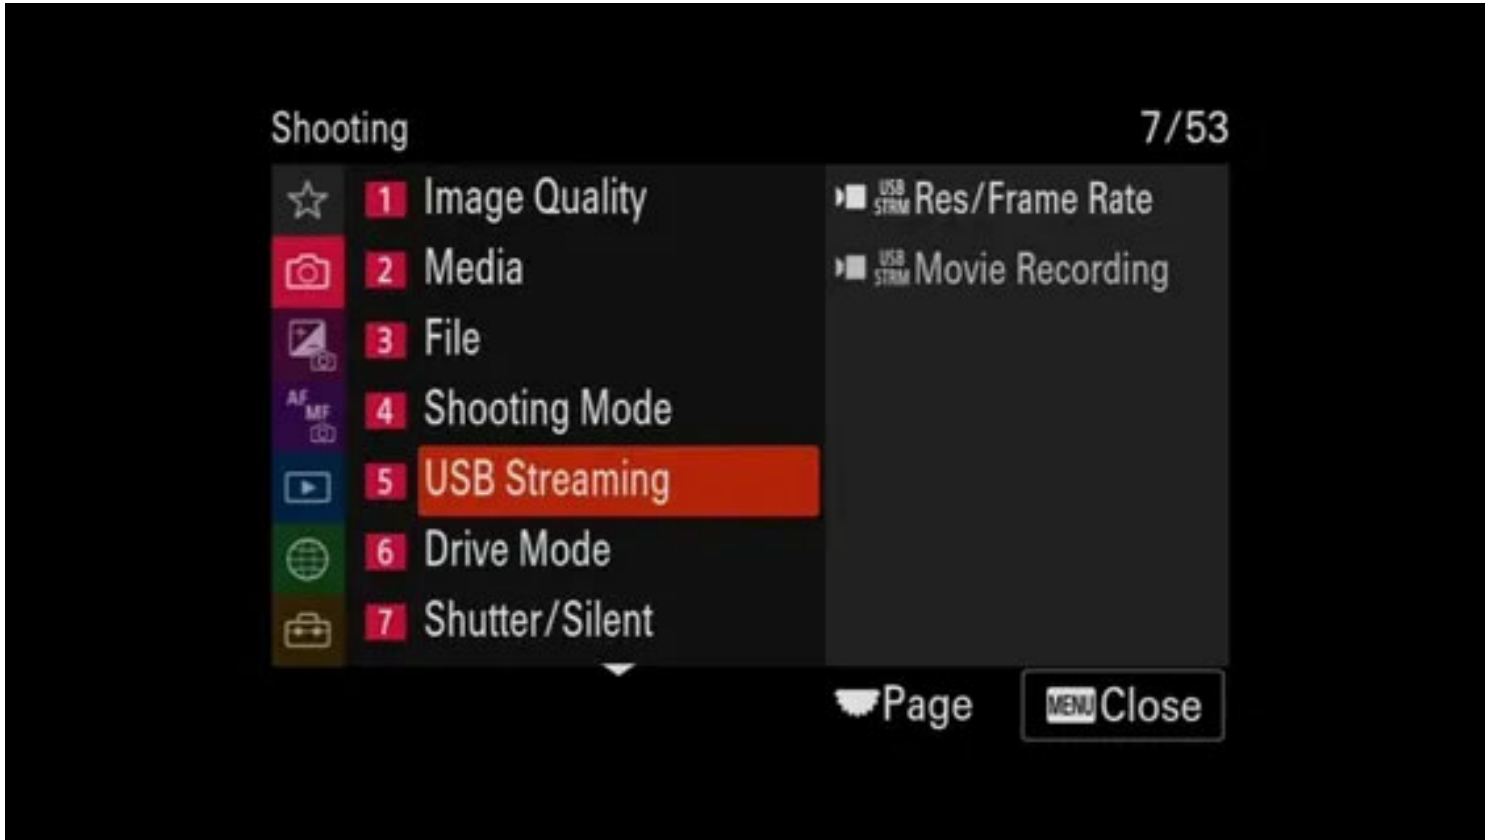 Shooting 7/53
1 Image Quality
2 Media
3 File
4 Shooting Mode
5 USB Streaming
6 Drive Mode
7 Shutter/Silent
AF MF
USB STRM Res/Frame Rate
USB STRM Movie Recording
Page
MENU Close